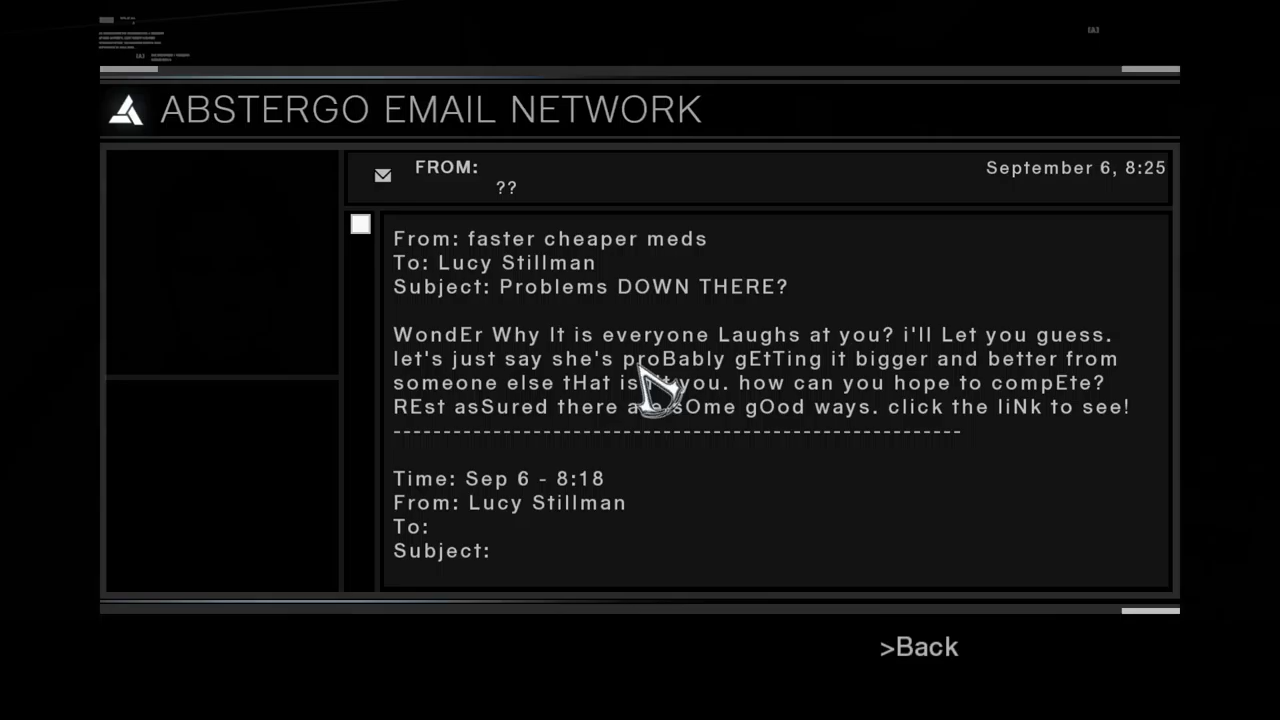 ABSTERGO EMAIL NETWORK
FROM:
??
September 6, 8:25
From: faster cheaper meds
To: Lucy Stillman
Subject: Problems DOWN THERE?
WondEr Why It is everyone Laughs at you? i'll Let you guess.
let's just say she's proBably gEtTing it bigger and better from
someone else tHat is you. how can you hope to compEte?
REst asSured there sOme gOod ways. click the liNk to see!
-----------------------------------------------------------
Time: Sep 6 - 8:18
From: Lucy Stillman
To:
Subject:
>Back